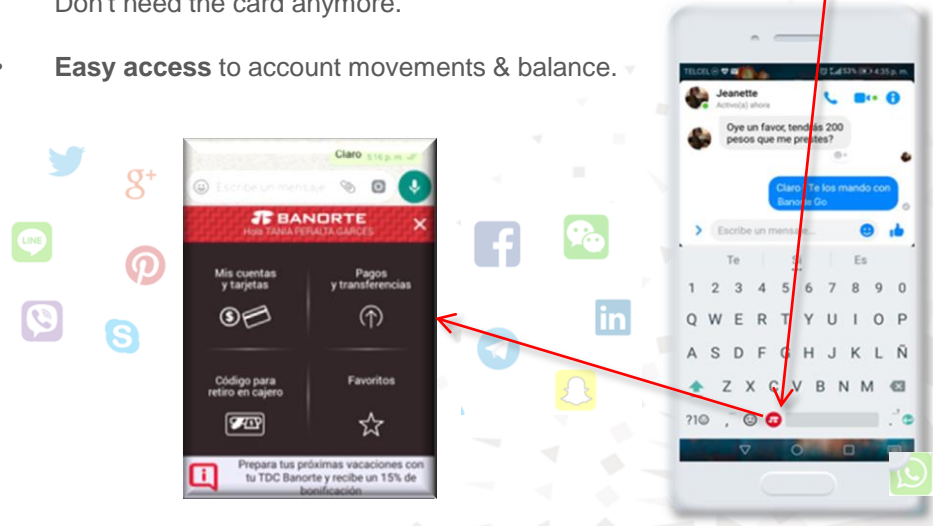 Don't need the card anymore.
• Easy access to account movements & balance.
Claro 5:16 p. m.
Escribe un mensaje
BANORTE
Hola TANIA PERALTA GARCES
Mis cuentas
y tarjetas
Pagos
y transferencias
Código para
retiro en cajero
Favoritos
Prepara tus próximas vacaciones con
tu TDC Banorte y recibe un 15% de
bonificación
LINE
g+
in
TELCEL
53% 4:35 p. m.
Jeanette
Activo(a) ahora
Oye un favor, tendrás 200
pesos que me prestes?
Claro! Te los mando con
Banorte Go
Escribe un mensaje...
Te Si Es
1 2 3 4 5 6 7 8 9 0
Q W E R T Y U I O P
A S D F G H J K L Ñ
Z X C V B N M
?1☺ ,